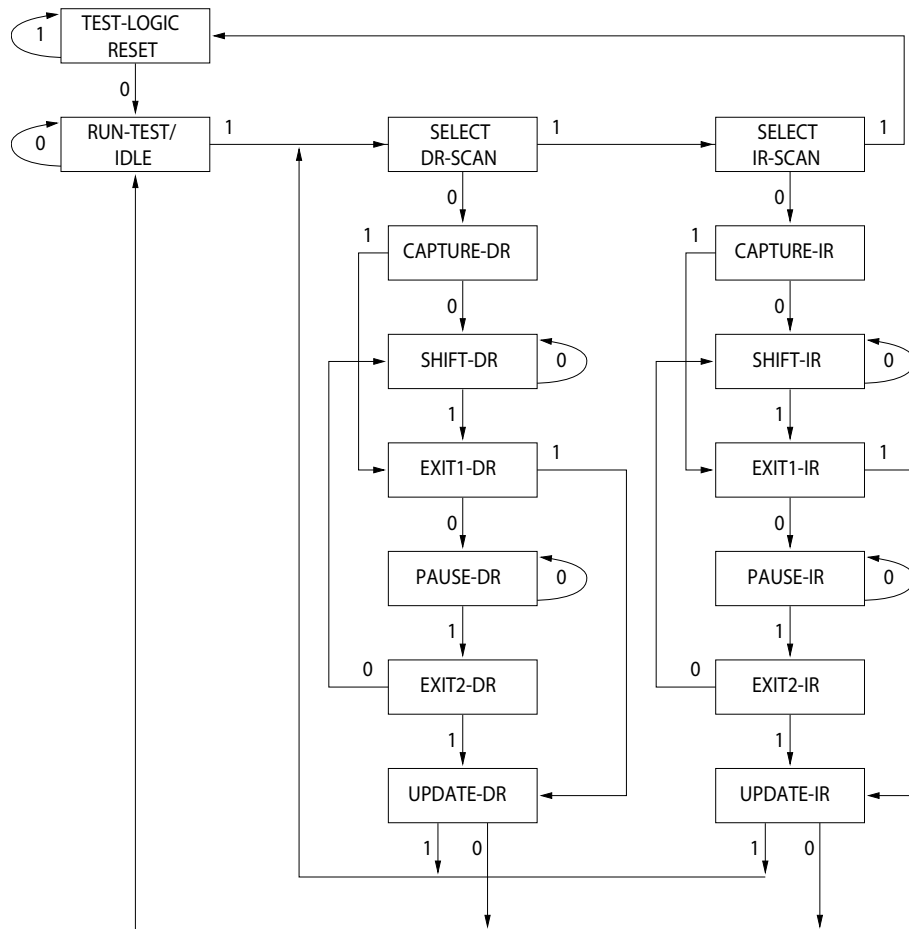 TEST-LOGIC
RESET
1
0
RUN-TEST/
IDLE
0
1
SELECT
DR-SCAN
1
SELECT
IR-SCAN
1
0
0
1
CAPTURE-DR
1
CAPTURE-IR
0
0
SHIFT-DR
0
SHIFT-IR
0
1
1
EXIT1-DR
1
EXIT1-IR
1
0
0
PAUSE-DR
0
PAUSE-IR
0
1
1
0
EXIT2-DR
0
EXIT2-IR
1
1
UPDATE-DR
UPDATE-IR
1
0
1
0